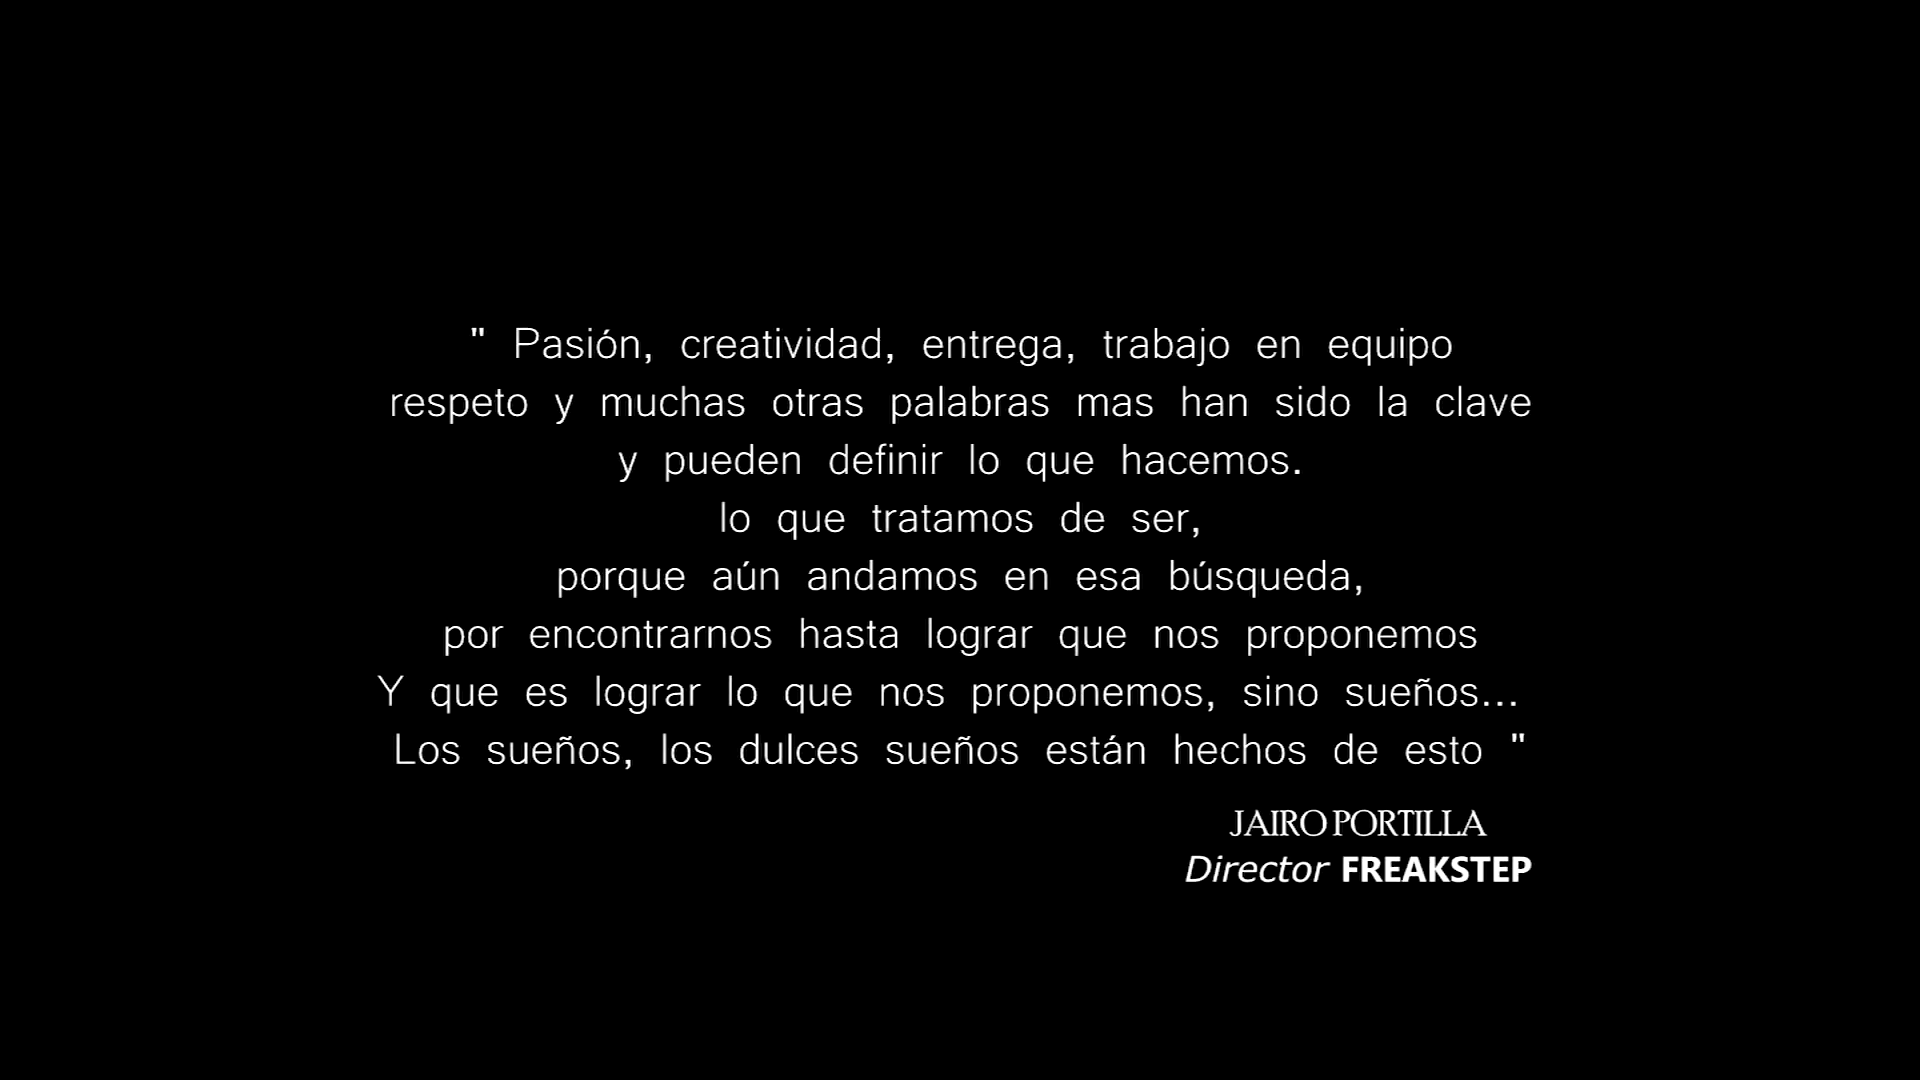 " Pasión, creatividad, entrega, trabajo en equipo
respeto y muchas otras palabras mas han sido la clave
y pueden definir lo que hacemos.
lo que tratamos de ser,
porque aún andamos en esa búsqueda,
por encontrarnos hasta lograr que nos proponemos
Y que es lograr lo que nos proponemos, sino sueños...
Los sueños, los dulces sueños están hechos de esto "
JAIRO PORTILLA
Director FREAKSTEP